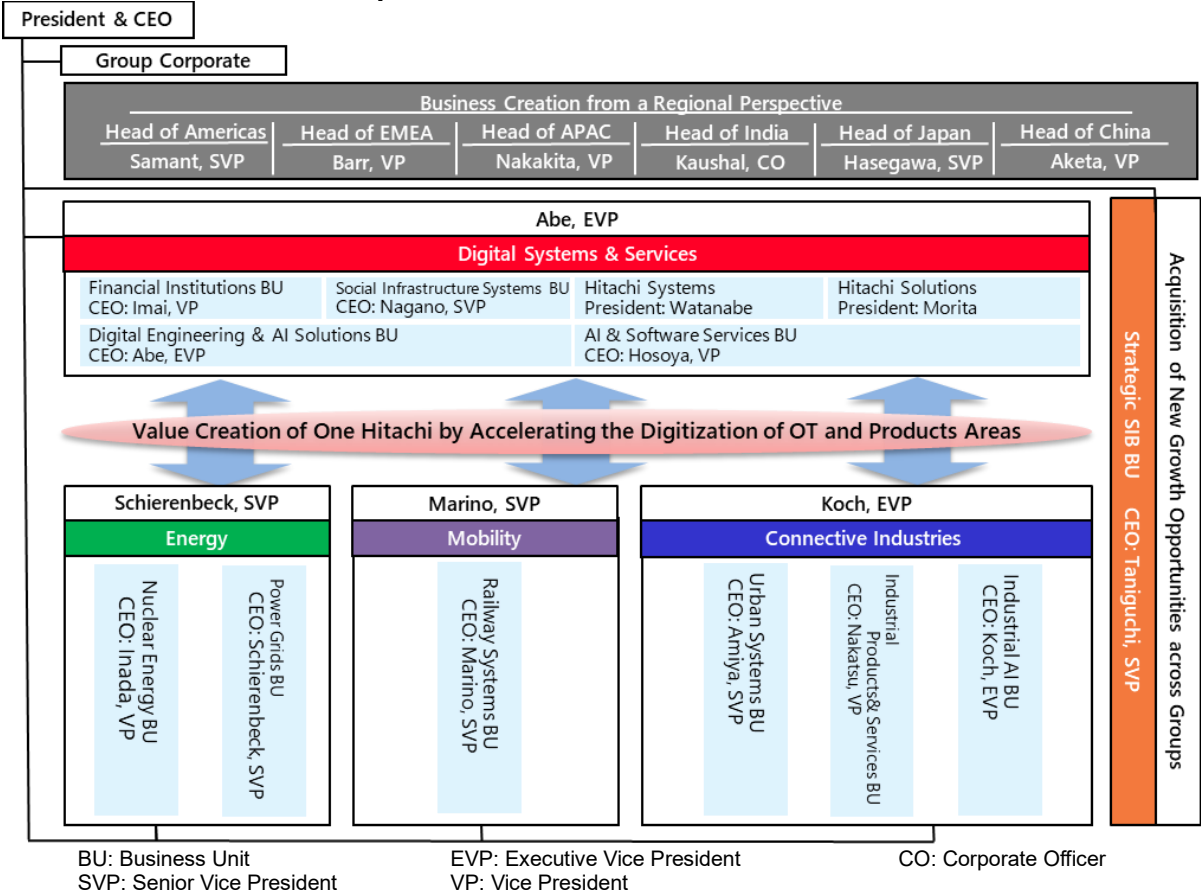 President & CEO
Group Corporate
Business Creation from a Regional Perspective
Head of Americas
Samant, SVP
Head of EMEA
Barr, VP
Head of APAC
Nakakita, VP
Head of India
Kaushal, CO
Head of Japan
Hasegawa, SVP
Head of China
Aketa, VP
Abe, EVP
Digital Systems & Services
Financial Institutions BU
CEO: Imai, VP
Social Infrastructure Systems BU
CEO: Nagano, SVP
Hitachi Systems
President: Watanabe
Hitachi Solutions
President: Morita
Digital Engineering & AI Solutions BU
CEO: Abe, EVP
AI & Software Services BU
CEO: Hosoya, VP
Value Creation of One Hitachi by Accelerating the Digitization of OT and Products Areas
Schierenbeck, SVP
Energy
Nuclear Energy BU
CEO: Inada, VP
Power Grids BU
CEO: Schierenbeck, SVP
Marino, SVP
Mobility
Railway Systems BU
CEO: Marino, SVP
Koch, EVP
Connective Industries
Urban Systems BU
CEO: Amiya, SVP
Industrial
Products& Services BU
CEO: Nakatsu, VP
Industrial AI BU
CEO: Koch, EVP
Strategic SIB BU CEO: Taniguchi, SVP
Acquisition of New Growth Opportunities across Groups
BU: Business Unit
EVP: Executive Vice President
CO: Corporate Officer
SVP: Senior Vice President
VP: Vice President